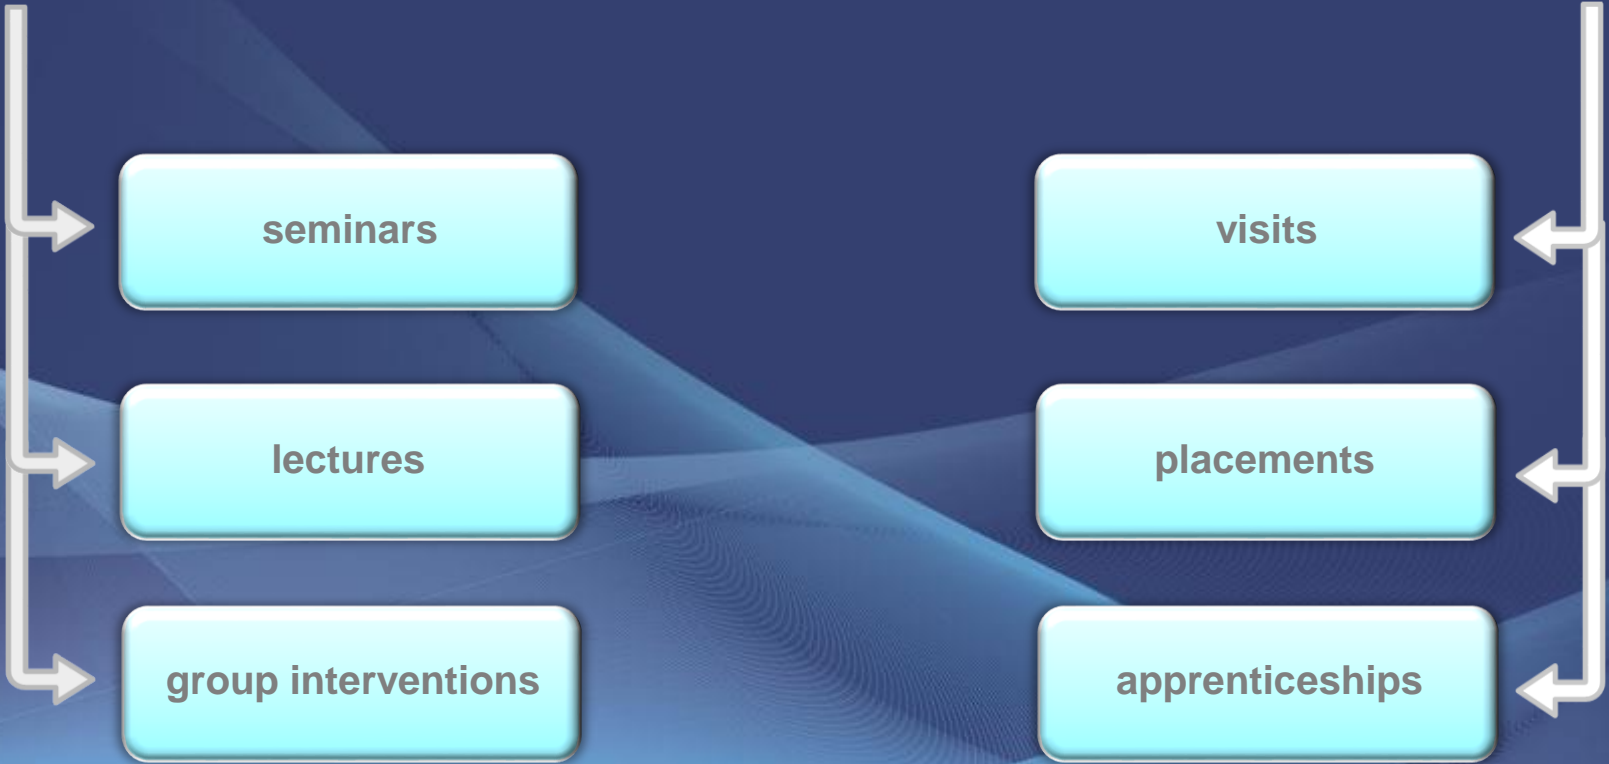 seminars
visits
lectures
placements
group interventions
apprenticeships